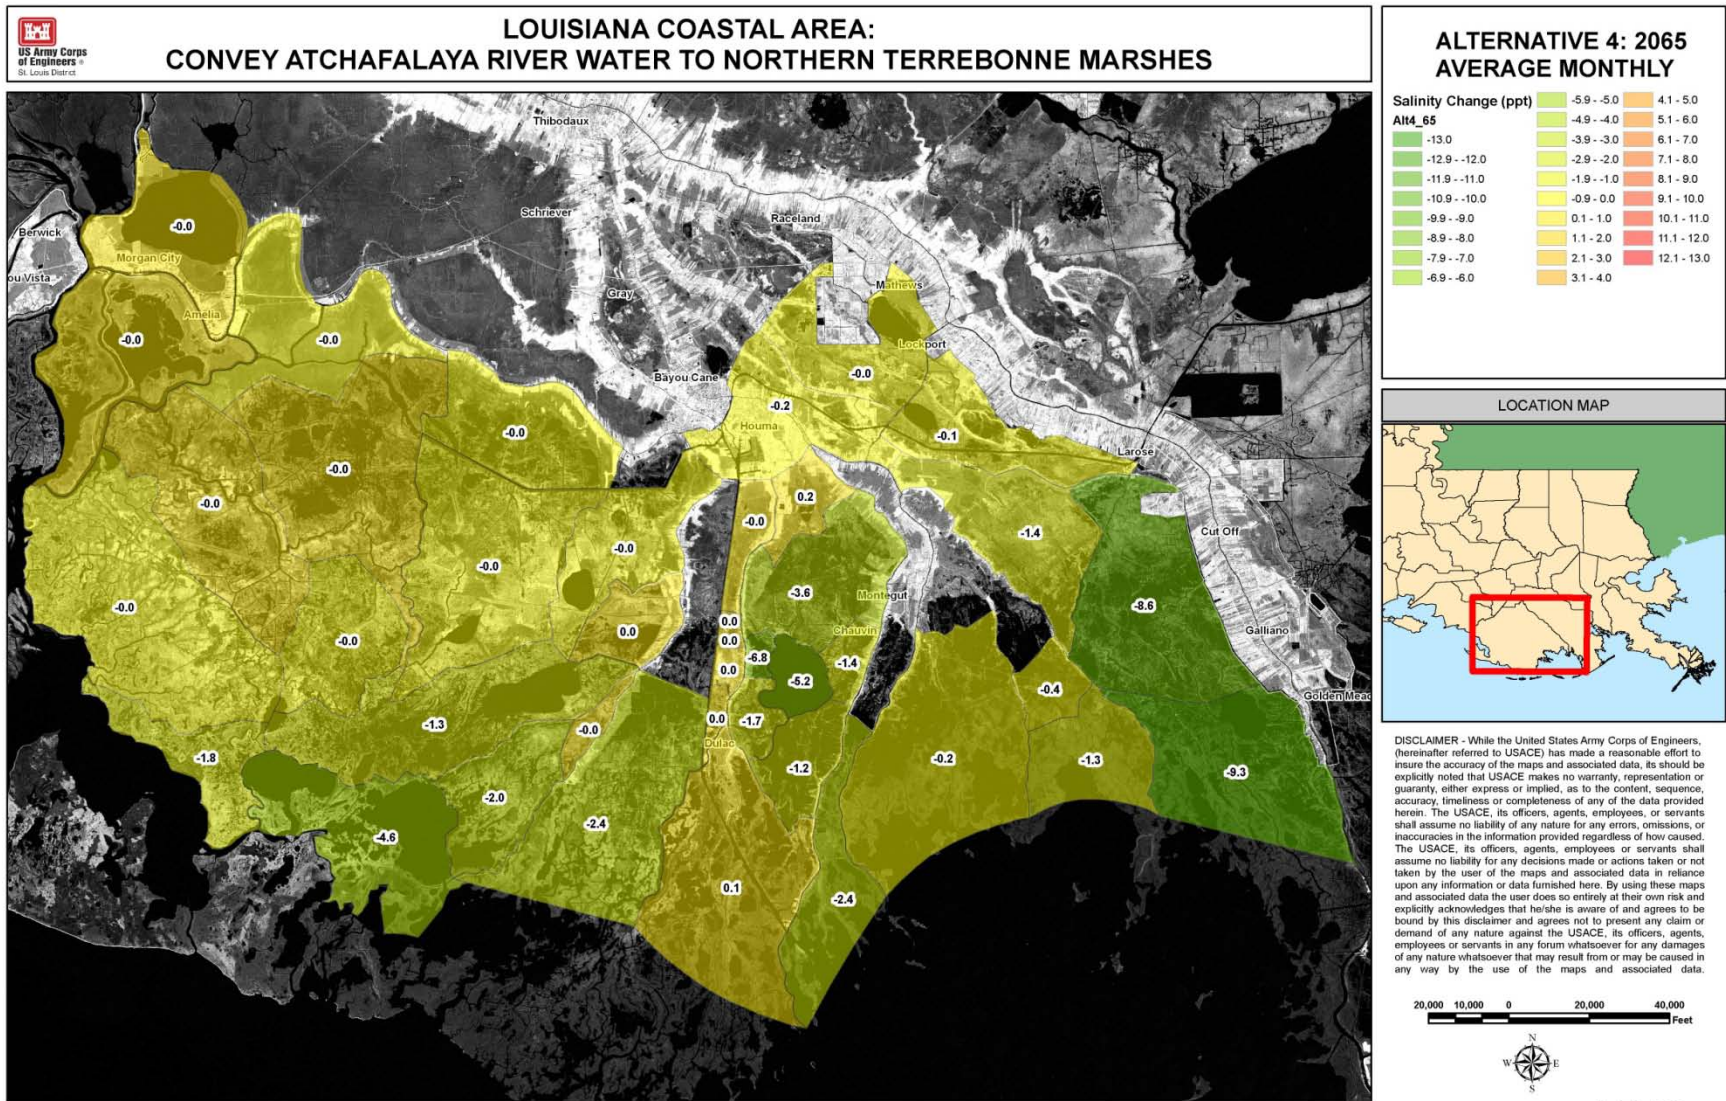 US Army Corps
of Engineers ®
St. Louis District
LOUISIANA COASTAL AREA:
CONVEY ATCHAFALAYA RIVER WATER TO NORTHERN TERREBONNE MARSHES
Thibodaux
Schriever
Raceland
-0.0
Berwick
Morgan City
ou Vista
Gray
Mathews
Amelia
-0.0
-0.0
Lockport
Bayou Cane
-0.0
-0.2
Houma
-0.0
-0.1
Larose
-0.0
-0.0
0.2
-0.0
-1.4
Cut Off
-0.0
-0.0
-3.6
Montegut
-0.0
-8.6
0.0
Chauvin
Galliano
0.0
-0.0
0.0
-6.8
-1.4
0.0
-5.2
-0.4
Golden Mead
0.0
-1.7
-1.3
-0.0
Dulac
-1.8
-0.2
-1.3
-1.2
-9.3
-2.0
-2.4
-4.6
0.1
-2.4
ALTERNATIVE 4: 2065
AVERAGE MONTHLY
Salinity Change (ppt)
Alt4_65
-13.0
-12.9 - -12.0
-11.9 - -11.0
-10.9 - -10.0
-9.9 - -9.0
-8.9 - -8.0
-7.9 - -7.0
-6.9 - -6.0
-5.9 - -5.0
-4.9 - -4.0
-3.9 - -3.0
-2.9 - -2.0
-1.9 - -1.0
-0.9 - 0.0
0.1 - 1.0
1.1 - 2.0
2.1 - 3.0
3.1 - 4.0
4.1 - 5.0
5.1 - 6.0
6.1 - 7.0
7.1 - 8.0
8.1 - 9.0
9.1 - 10.0
10.1 - 11.0
11.1 - 12.0
12.1 - 13.0
LOCATION MAP
DISCLAIMER - While the United States Army Corps of Engineers,
(hereinafter referred to USACE) has made a reasonable effort to
insure the accuracy of the maps and associated data, its should be
explicitly noted that USACE makes no warranty, representation or
guaranty, either express or implied, as to the content, sequence,
accuracy, timeliness or completeness of any of the data provided
herein. The USACE, its officers, agents, employees, or servants
shall assume no liability of any nature for any errors, omissions, or
inaccuracies in the information provided regardless of how caused.
The USACE, its officers, agents, employees or servants shall
assume no liability for any decisions made or actions taken or not
taken by the user of the maps and associated data in reliance
upon any information or data furnished here. By using these maps
and associated data the user does so entirely at their own risk and
explicitly acknowledges that he/she is aware of and agrees to be
bound by this disclaimer and agrees not to present any claim or
demand of any nature against the USACE, its officers, agents,
employees or servants in any forum whatsoever for any damages
of any nature whatsoever that may result from or may be caused in
any way by the use of the maps and associated data.
20,000 10,000 0 20,000 40,000
Feet
N
W E
S